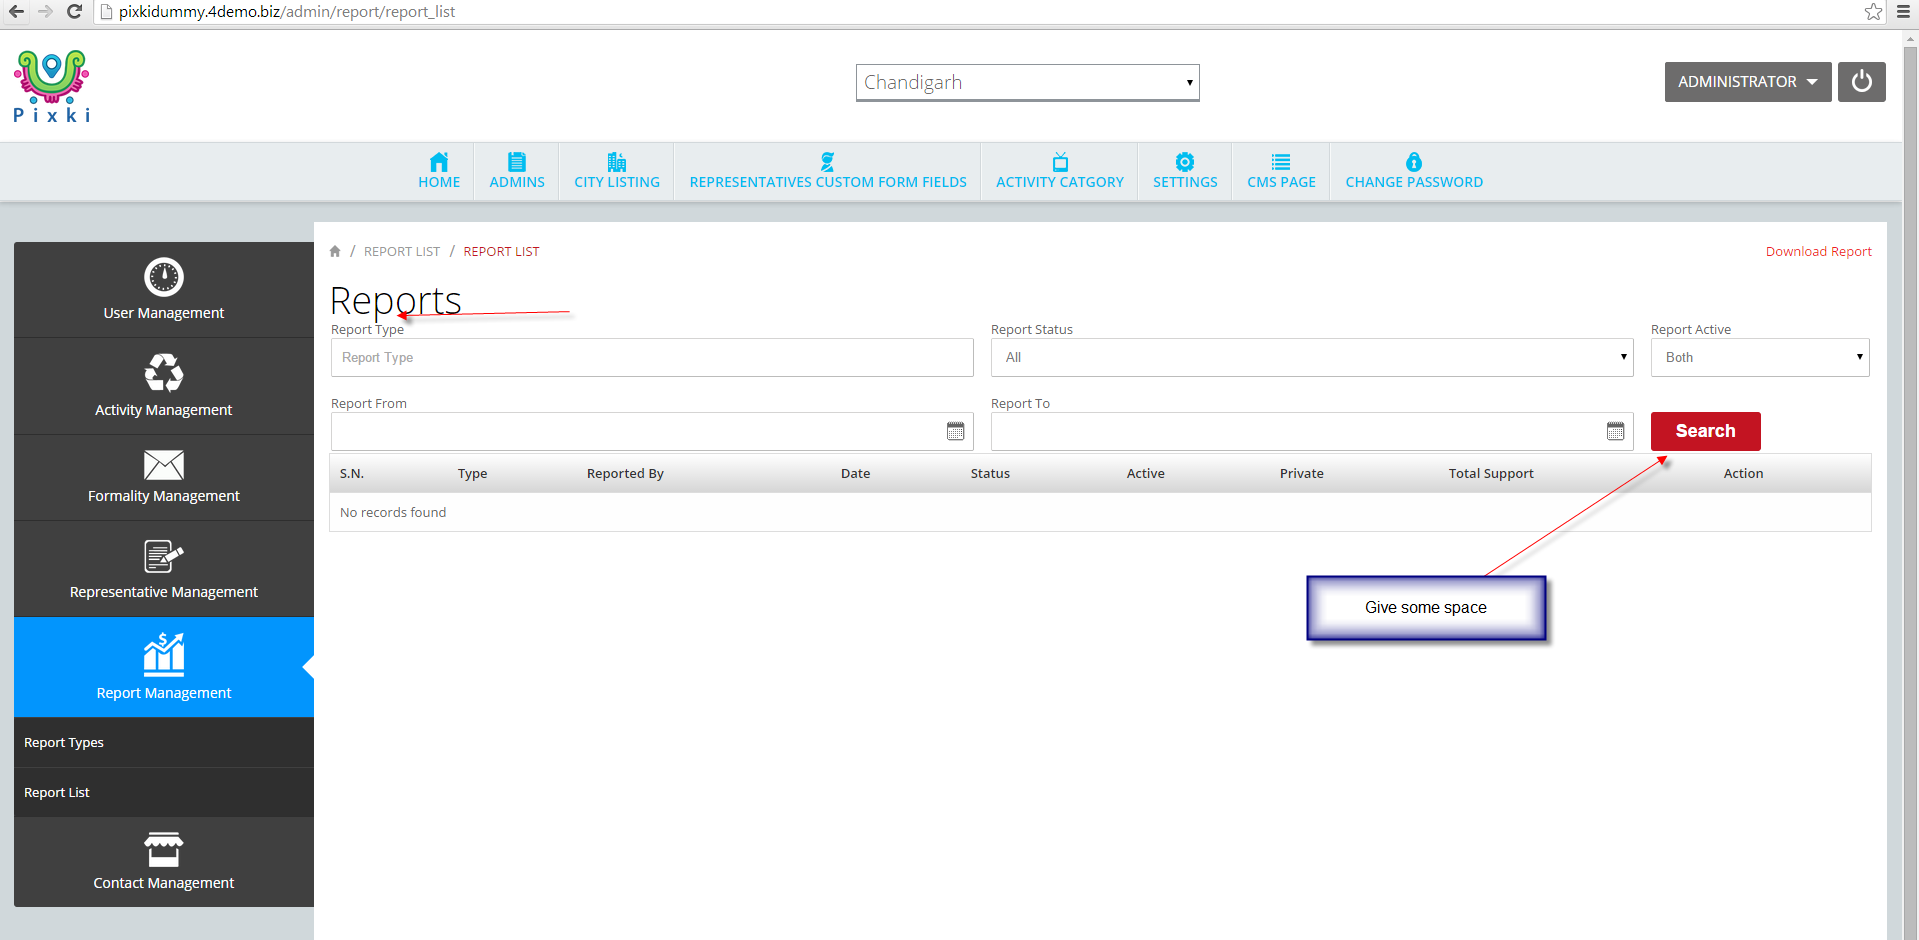 pixkidummy.4demo.biz/admin/report/report_list
Pixki
Chandigarh
ADMINISTRATOR
HOME
ADMINS
CITY LISTING
REPRESENTATIVES CUSTOM FORM FIELDS
ACTIVITY CATGORY
SETTINGS
CMS PAGE
CHANGE PASSWORD
User Management
Activity Management
Formality Management
Representative Management
Report Management
Report Types
Report List
Contact Management
/ REPORT LIST / REPORT LIST
Download Report
Reports
Report Type
Report Type
Report Status
All
Report Active
Both
Report From
Report To
Search
S.N. Type Reported By Date Status Active Private Total Support Action
No records found
Give some space